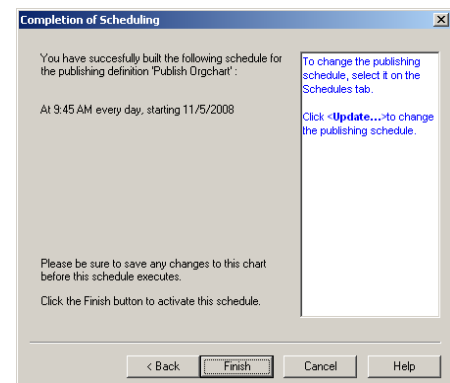 Completion of Scheduling
You have succesfully built the following schedule for
the publishing definition 'Publish Orgchart' :
At 9:45 AM every day, starting 11/5/2008
Please be sure to save any changes to this chart
before this schedule executes.
Click the Finish button to activate this schedule.
To change the publishing
schedule, select it on the
Schedules tab.
Click <Update...>to change
the publishing schedule.
< Back
Finish
Cancel
Help